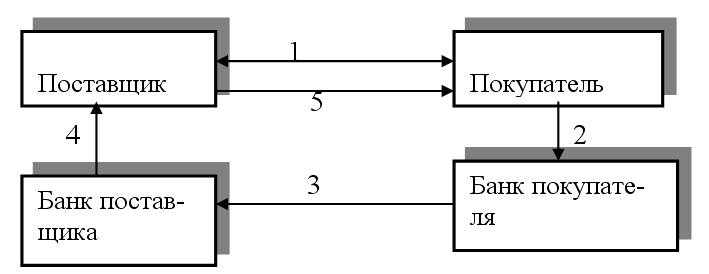 1
Поставщик
Покупатель
5
4
2
Банк постав-
щика
3
Банк покупате-
ля